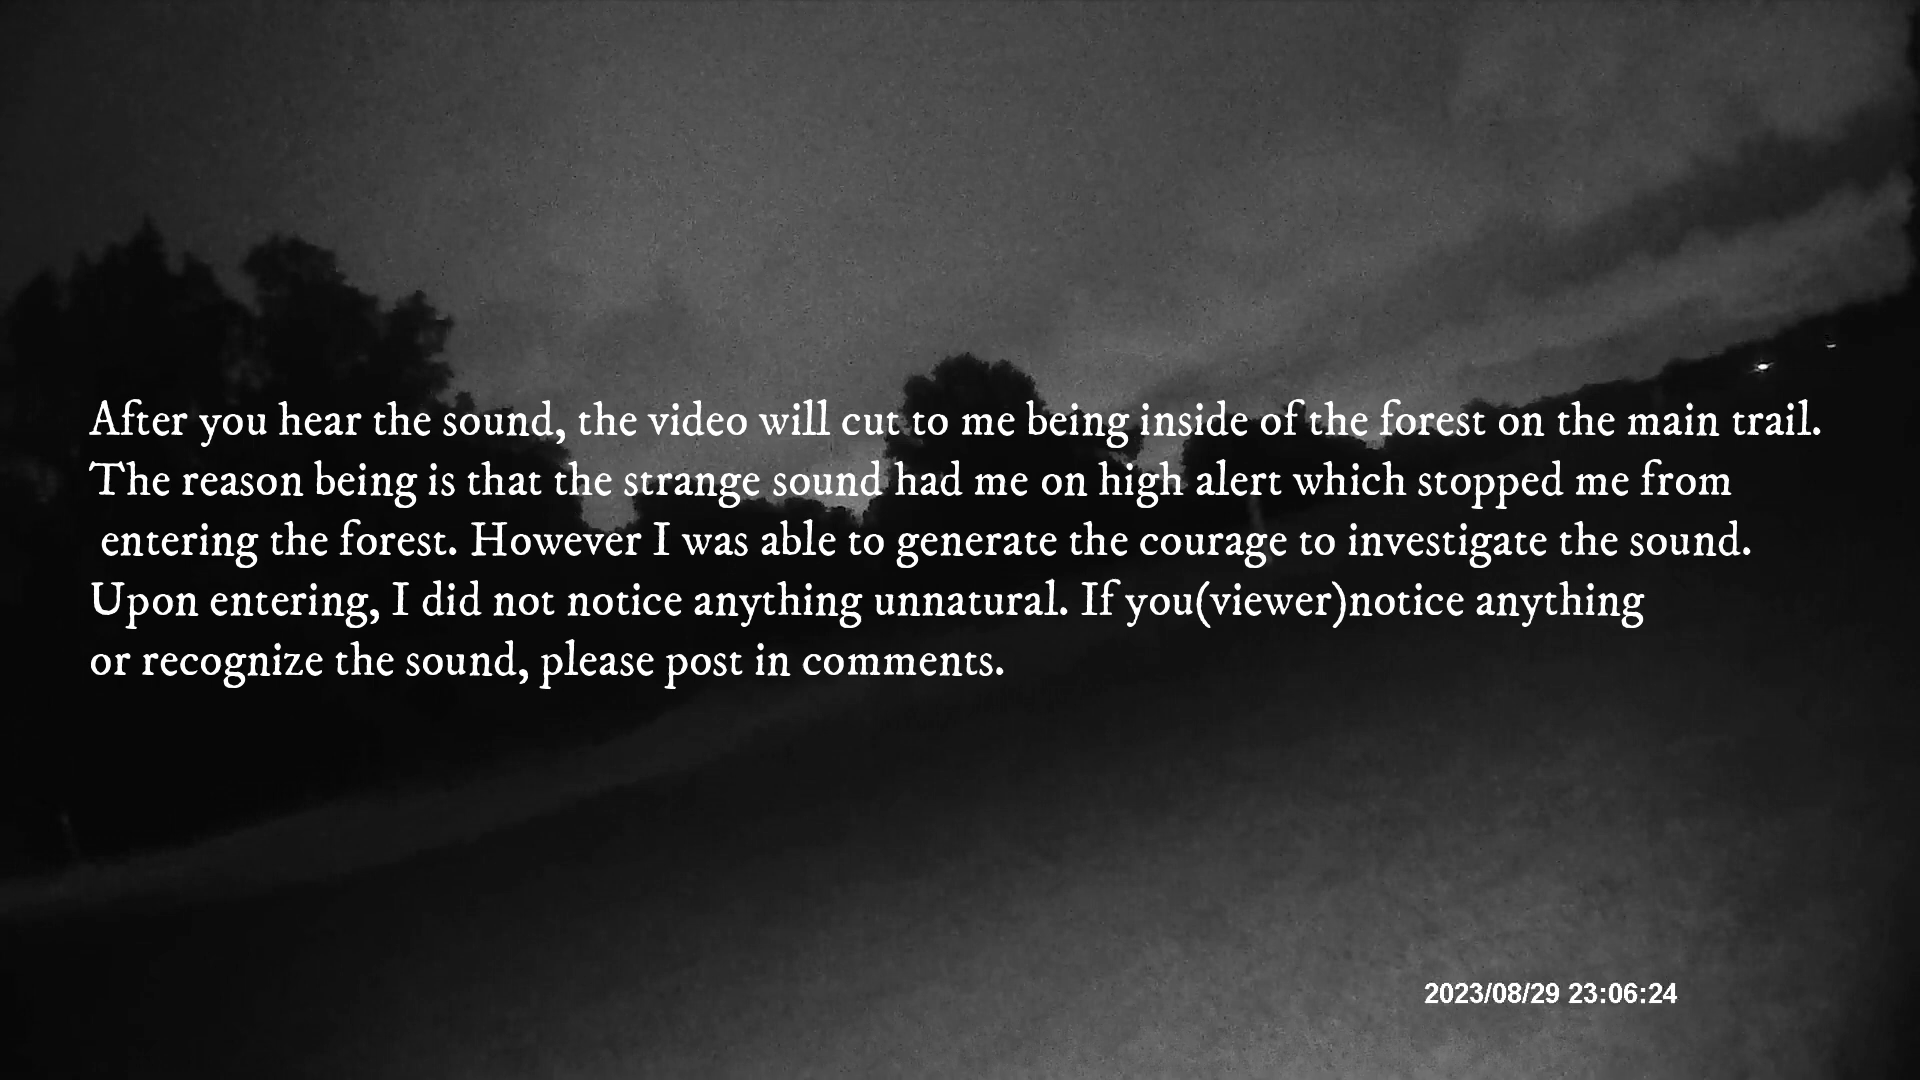 After you hear the sound, the video will cut to me being inside of the forest on the main trail.
The reason being is that the strange sound had me on high alert which stopped me from
entering the forest. However I was able to generate the courage to investigate the sound.
Upon entering, I did not notice anything unnatural. If you(viewer)notice anything
or recognize the sound, please post in comments.
2023/08/29 23:06:24